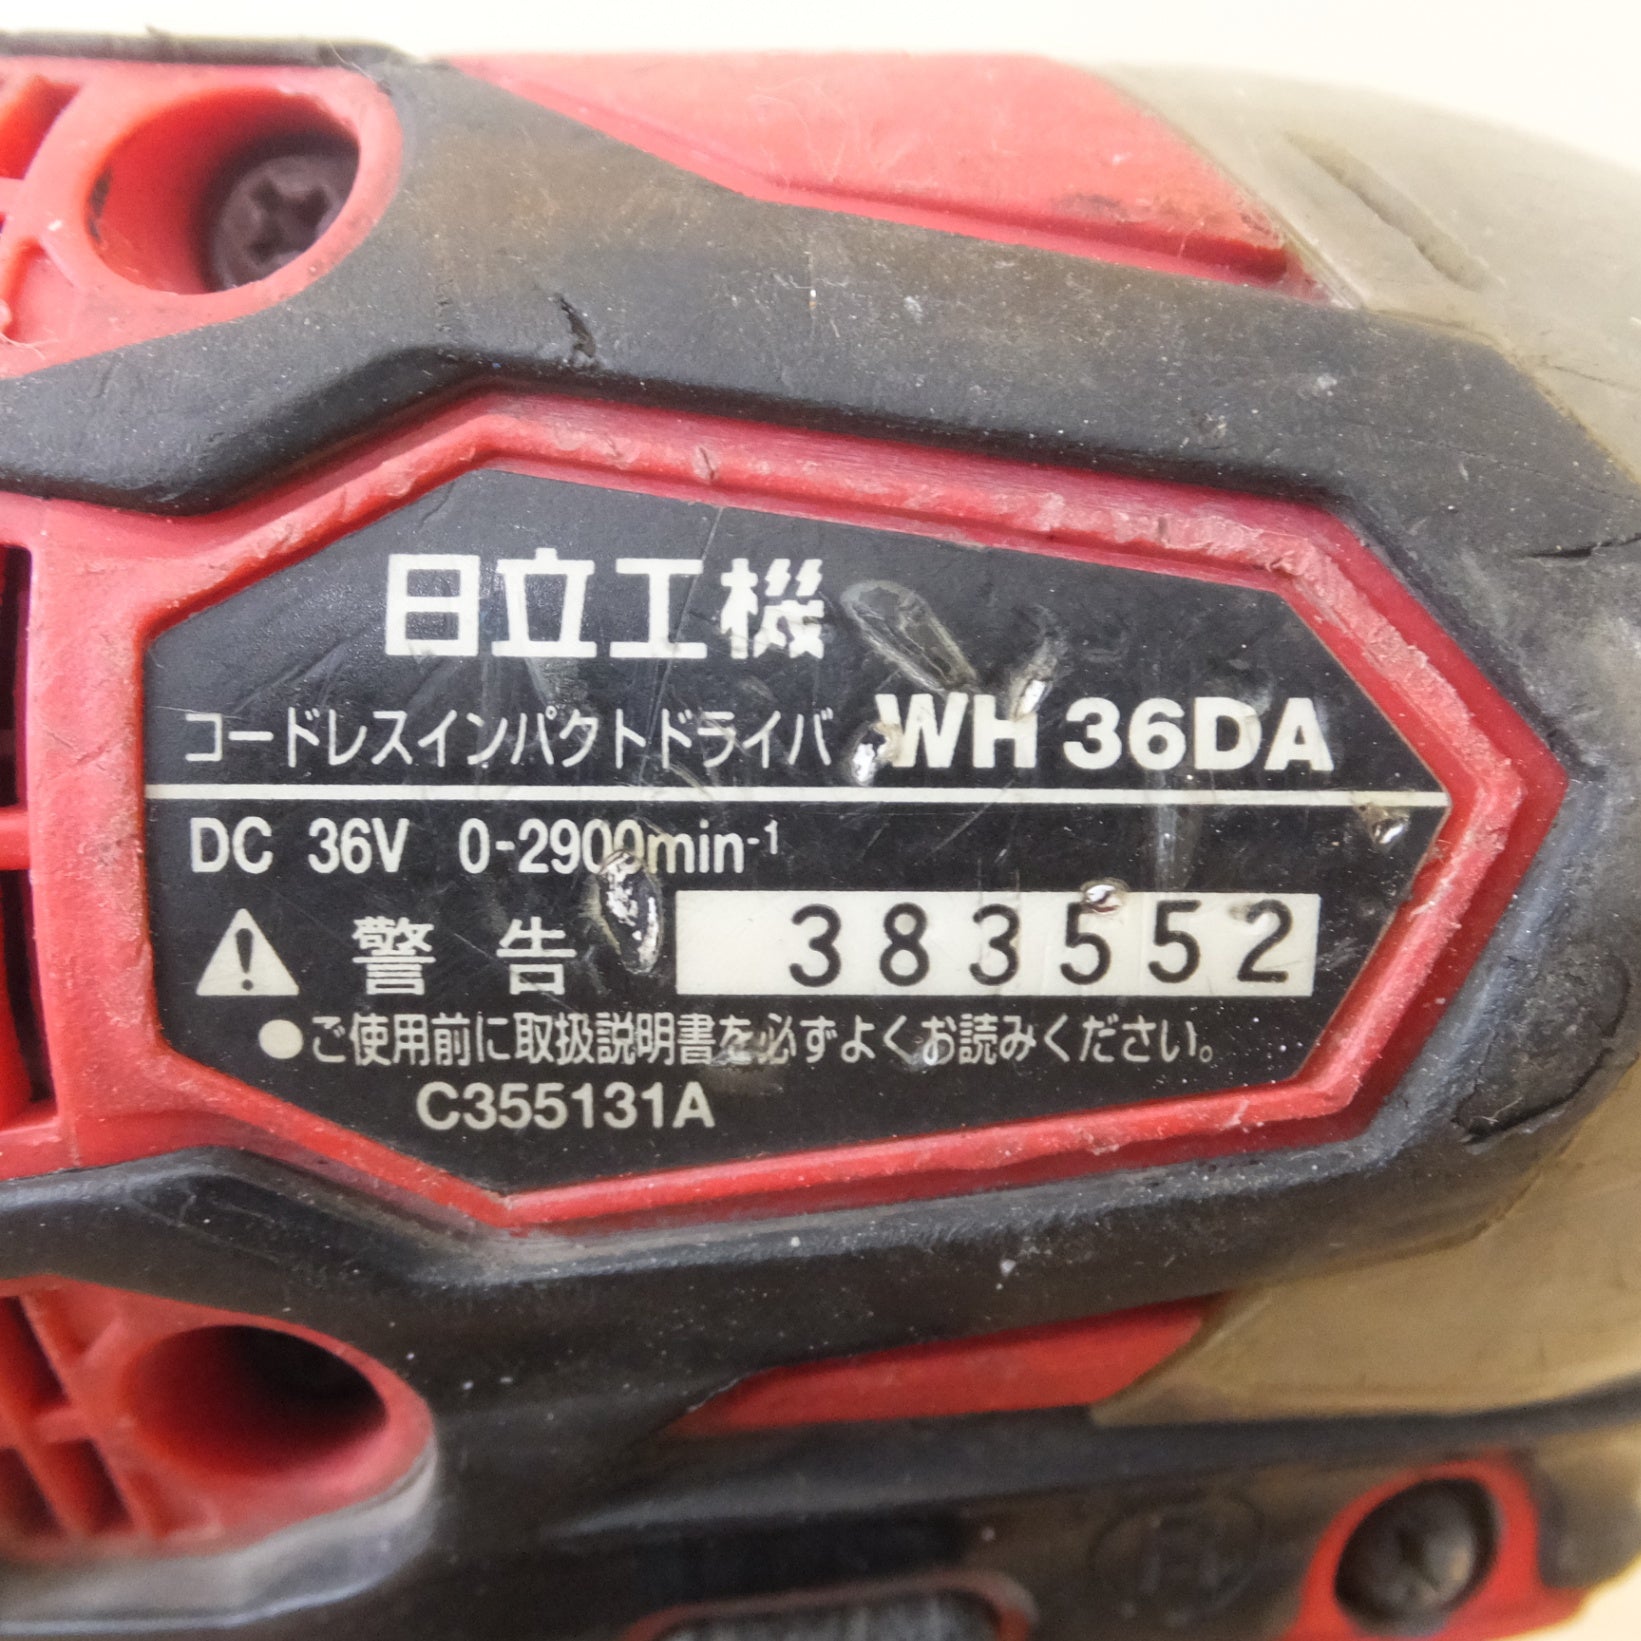 日立工機
コードレスインパクトドライバ WH 36DA
DC 36V 0-2900min-1
警告 383552
●ご使用前に取扱説明書を必ずよくお読みください。
C355131A